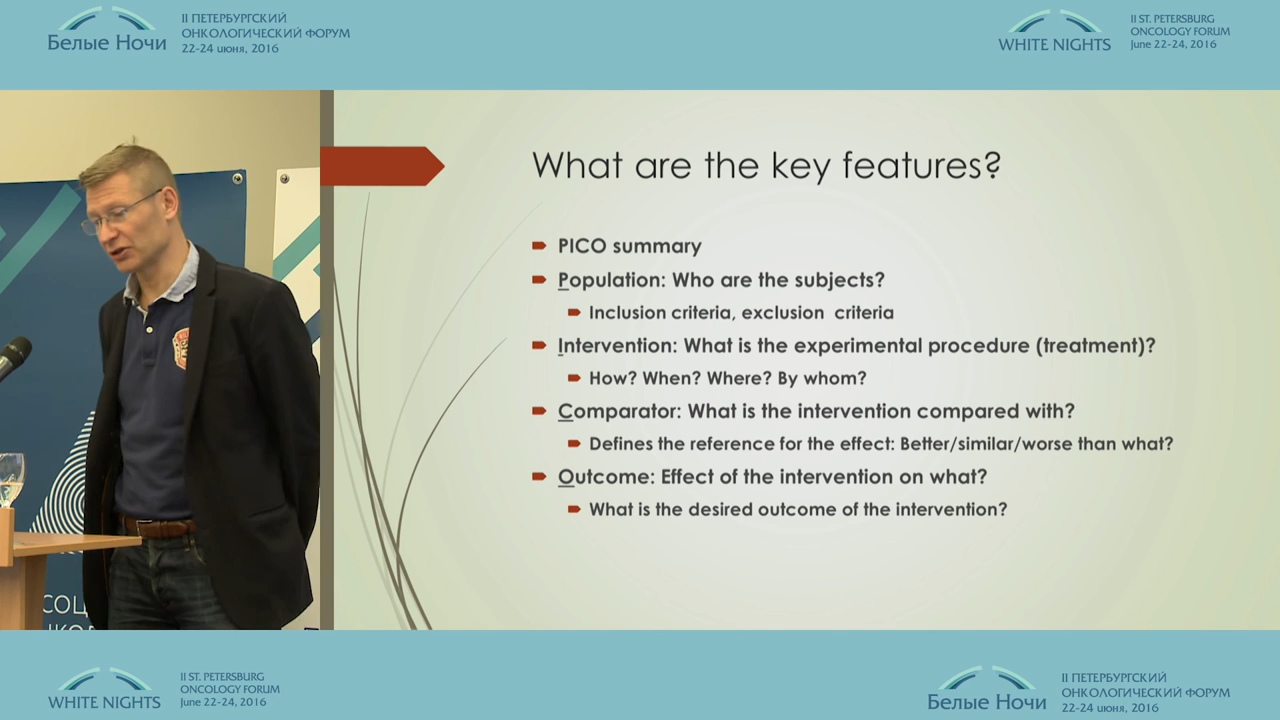 Белые Ночи
II ПЕТЕРБУРГСКИЙ
ОНКОЛОГИЧЕСКИЙ ФОРУМ
22-24 июня, 2016
WHITE NIGHTS
II ST. PETERSBURG
ONCOLOGY FORUM
June 22-24, 2016
What are the key features?
PICO summary
Population: Who are the subjects?
Inclusion criteria, exclusion criteria
Intervention: What is the experimental procedure (treatment)?
How? When? Where? By whom?
Comparator: What is the intervention compared with?
Defines the reference for the effect: Better/similar/worse than what?
Outcome: Effect of the intervention on what?
What is the desired outcome of the intervention?
WHITE NIGHTS
II ST. PETERSBURG
ONCOLOGY FORUM
June 22-24, 2016
Белые Ночи
II ПЕТЕРБУРГСКИЙ
ОНКОЛОГИЧЕСКИЙ ФОРУМ
22-24 июня, 2016